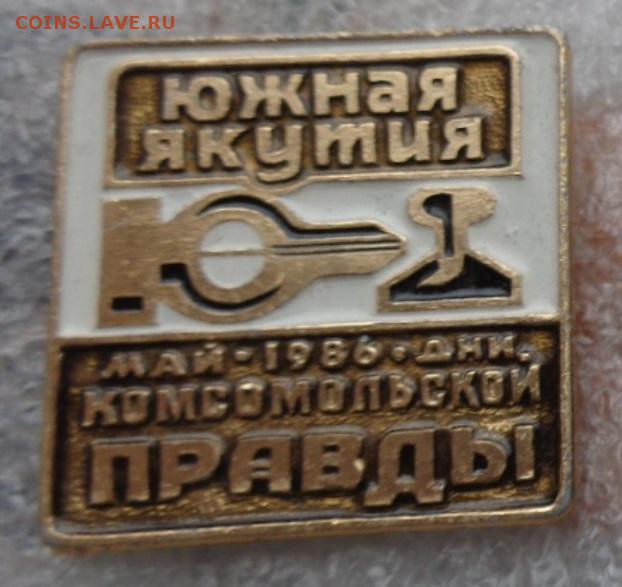 COINS.LAVE.RU
ЮЖНАЯ
ЯКУТИЯ
МАЙ • 1986 • ДНИ.
КОМСОМОЛЬСКОЙ
ПРАВДЫ